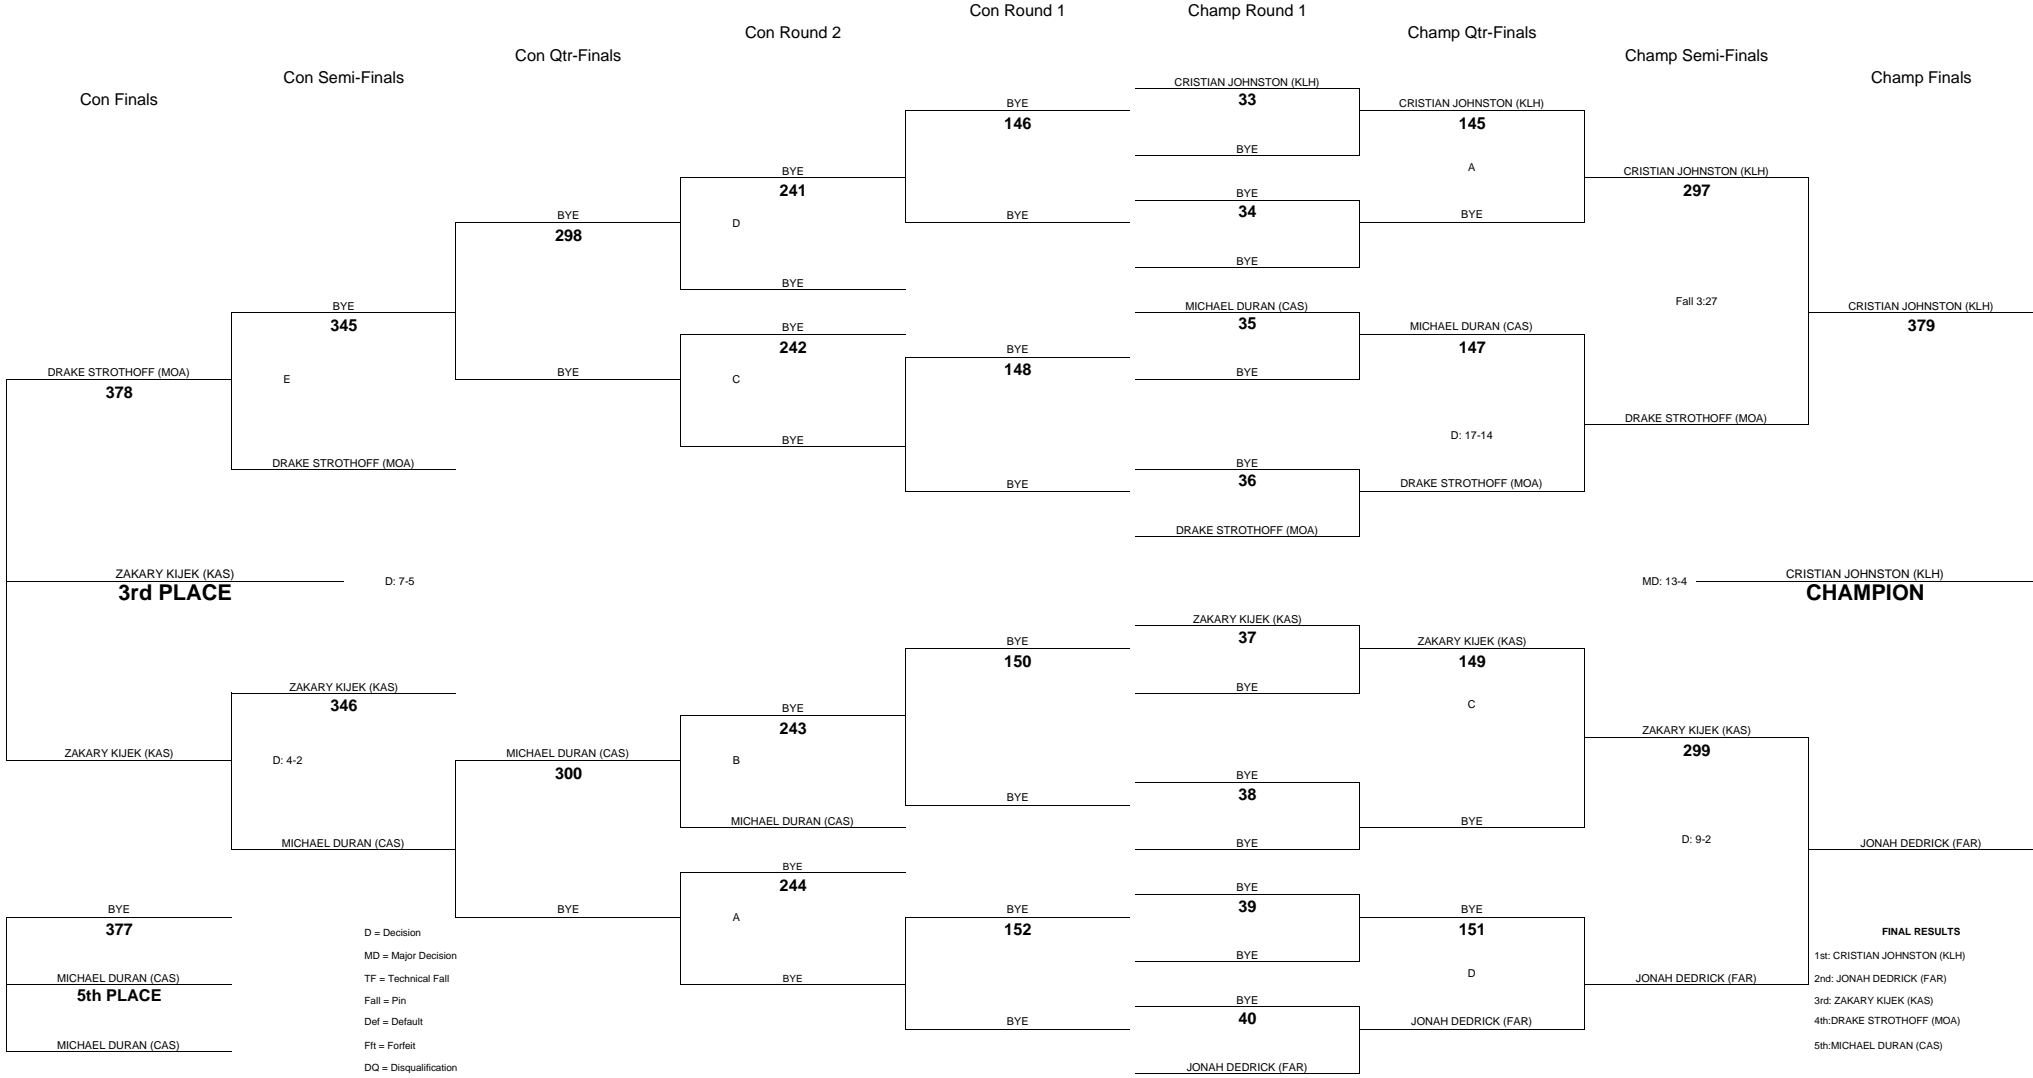 Con Round 1
Champ Round 1
Con Round 2
Champ Qtr-Finals
Con Qtr-Finals
Champ Semi-Finals
Con Semi-Finals
Champ Finals
Con Finals
CRISTIAN JOHNSTON (KLH)
33
BYE
BYE
34
BYE
MICHAEL DURAN (CAS)
35
BYE
BYE
36
DRAKE STROTHOFF (MOA)
ZAKARY KIJEK (KAS)
37
BYE
BYE
38
BYE
BYE
39
BYE
BYE
40
JONAH DEDRICK (FAR)
CRISTIAN JOHNSTON (KLH)
145
A
BYE
MICHAEL DURAN (CAS)
147
D: 17-14
DRAKE STROTHOFF (MOA)
ZAKARY KIJEK (KAS)
149
C
BYE
BYE
151
D
JONAH DEDRICK (FAR)
CRISTIAN JOHNSTON (KLH)
297
Fall 3:27
DRAKE STROTHOFF (MOA)
ZAKARY KIJEK (KAS)
299
D: 9-2
JONAH DEDRICK (FAR)
CRISTIAN JOHNSTON (KLH)
379
MD: 13-4
CRISTIAN JOHNSTON (KLH)
CHAMPION
JONAH DEDRICK (FAR)
BYE
146
BYE
BYE
148
BYE
BYE
150
BYE
BYE
152
BYE
BYE
241
D
BYE
BYE
242
C
BYE
BYE
243
B
MICHAEL DURAN (CAS)
BYE
244
A
BYE
BYE
298
BYE
MICHAEL DURAN (CAS)
300
BYE
BYE
345
E
DRAKE STROTHOFF (MOA)
ZAKARY KIJEK (KAS)
346
D: 4-2
MICHAEL DURAN (CAS)
DRAKE STROTHOFF (MOA)
378
ZAKARY KIJEK (KAS)
3rd PLACE
D: 7-5
ZAKARY KIJEK (KAS)
BYE
377
MICHAEL DURAN (CAS)
5th PLACE
MICHAEL DURAN (CAS)
D = Decision
MD = Major Decision
TF = Technical Fall
Fall = Pin
Def = Default
Fft = Forfeit
DQ = Disqualification
FINAL RESULTS
1st: CRISTIAN JOHNSTON (KLH)
2nd: JONAH DEDRICK (FAR)
3rd: ZAKARY KIJEK (KAS)
4th:DRAKE STROTHOFF (MOA)
5th:MICHAEL DURAN (CAS)